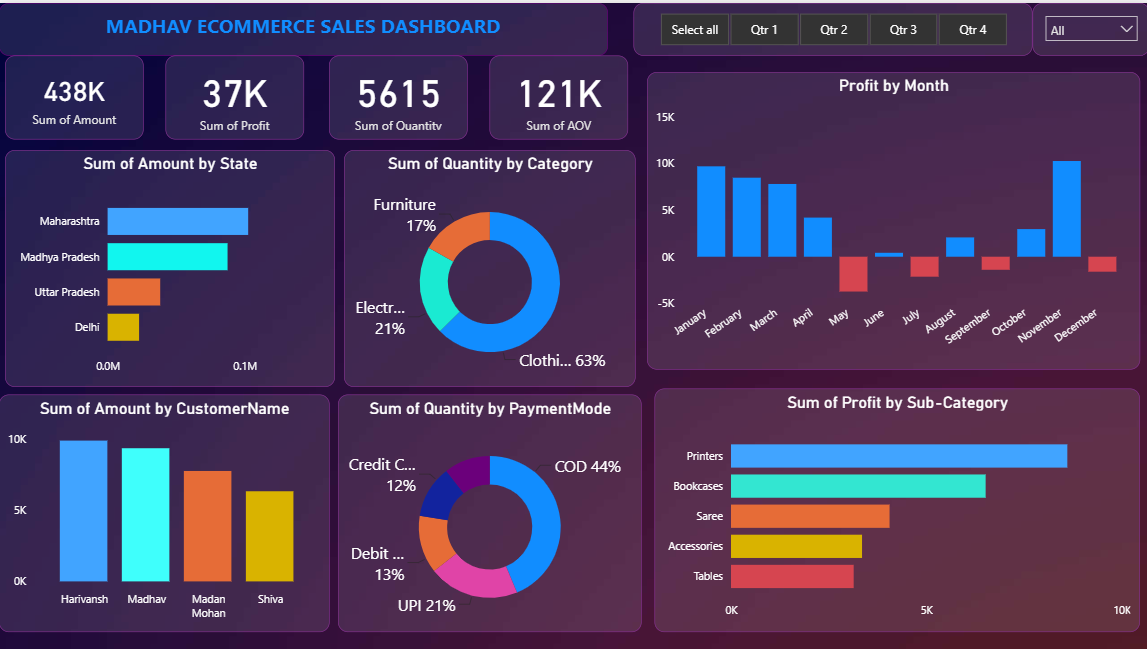 MADHAV ECOMMERCE SALES DASHBOARD
Select all
Qtr 1
Qtr 2
Qtr 3
Qtr 4
All
438K
Sum of Amount
37K
Sum of Profit
5615
Sum of Quantity
121K
Sum of AOV
Profit by Month
15K
10K
5K
0K
-5K
January
February
March
April
May
June
July
August
September
October
November
December
Sum of Amount by State
Maharashtra
Madhya Pradesh
Uttar Pradesh
Delhi
0.0M
0.1M
Sum of Quantity by Category
Furniture
17%
Electr...
21%
Clothi... 63%
Sum of Amount by CustomerName
10K
5K
0K
Harivansh
Madhav
Madan
Mohan
Shiva
Sum of Quantity by PaymentMode
Credit C...
12%
COD 44%
Debit ...
13%
UPI 21%
Sum of Profit by Sub-Category
Printers
Bookcases
Saree
Accessories
Tables
0K
5K
10K